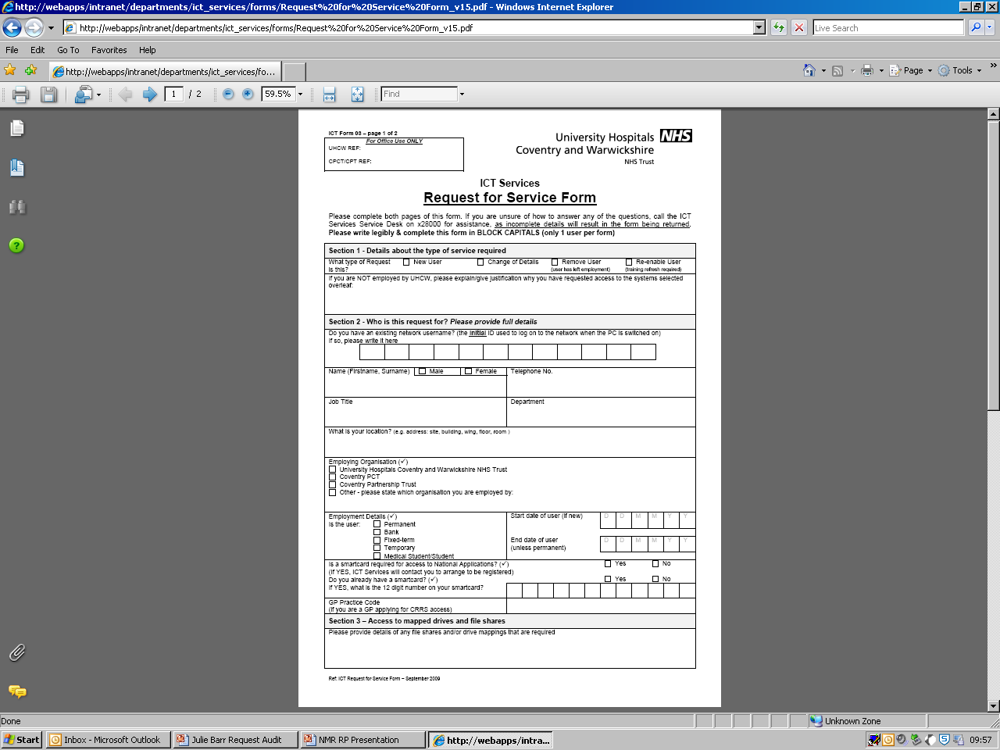 http://webapps/intranet/departments/ict_services/forms/Request%20for%20Service%20Form_v15.pdf - Windows Internet Explorer
http://webapps/intranet/departments/ict_services/forms/Request%20for%20Service%20Form_v15.pdf
Live Search
File Edit Go To Favorites Help
http://webapps/intranet/departments/ict_services/fo...
Page Tools
1 / 2 59.5% Find
ICT Form 03 – page 1 of 2
For Office Use ONLY
UHCW REF:
CPCT/CPT REF:
University Hospitals NHS
Coventry and Warwickshire
NHS Trust
ICT Services
Request for Service Form
Please complete both pages of this form. If you are unsure of how to answer any of the questions, call the ICT
Services Service Desk on x28000 for assistance, as incomplete details will result in the form being returned.
Please write legibly & complete this form in BLOCK CAPITALS (only 1 user per form)
Section 1 - Details about the type of service required
What type of Request New User Change of Details Remove User Re-enable User
is this? (user has left employment) (training refresh required)
If you are NOT employed by UHCW, please explain/give justification why you have requested access to the systems selected
overleaf:
Section 2 - Who is this request for? Please provide full details
Do you have an existing network username? (the initial ID used to log on to the network when the PC is switched on)
If so, please write it here
Name (Firstname, Surname) Male Female Telephone No.
Job Title Department
What is your location? (e.g. address: site, building, wing, floor, room )
Employing Organisation (✓)
University Hospitals Coventry and Warwickshire NHS Trust
Coventry PCT
Coventry Partnership Trust
Other - please state which organisation you are employed by:
Employment Details (✓) Start date of user (if new) D D M M Y Y
Is the user: Permanent
Bank
Fixed-term End date of user D D M M Y Y
Temporary (unless permanent)
Medical Student/Student
Is a smartcard required for access to National Applications? (✓) Yes No
(If YES, ICT Services will contact you to arrange to be registered)
Do you already have a smartcard? (✓) Yes No
If YES, what is the 12 digit number on your smartcard?
GP Practice Code
(if you are a GP applying for CRRS access)
Section 3 – Access to mapped drives and file shares
Please provide details of any file shares and/or drive mappings that are required
Ref: ICT Request for Service Form – September 2009
Done Unknown Zone
Start Inbox - Microsoft Outlook Julie Barr Request Audit NMR RP Presentation http://webapps/intra... 09:57